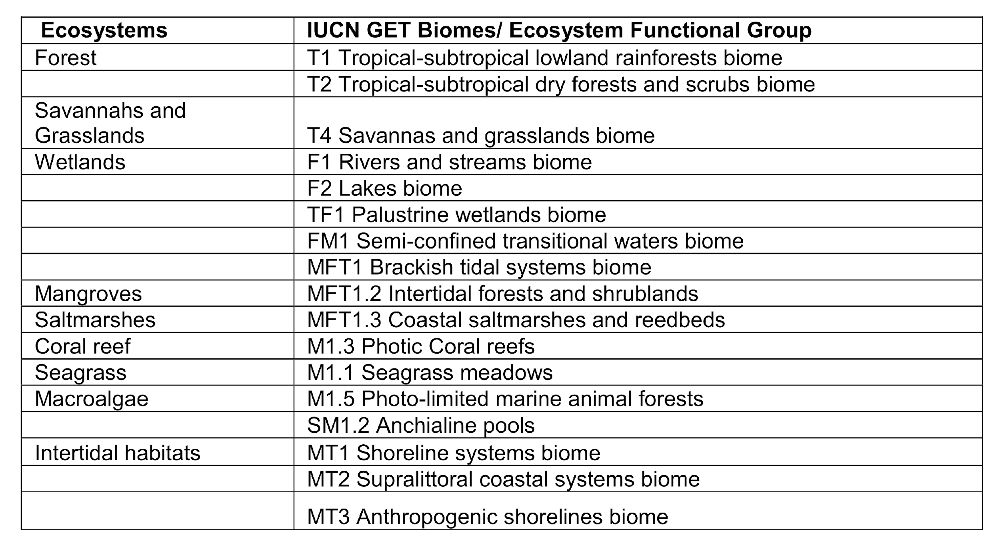 Ecosystems IUCN GET Biomes/ Ecosystem Functional Group
Forest T1 Tropical-subtropical lowland rainforests biome
T2 Tropical-subtropical dry forests and scrubs biome
Savannahs and
Grasslands T4 Savannas and grasslands biome
Wetlands F1 Rivers and streams biome
F2 Lakes biome
TF1 Palustrine wetlands biome
FM1 Semi-confined transitional waters biome
MFT1 Brackish tidal systems biome
Mangroves MFT1.2 Intertidal forests and shrublands
Saltmarshes MFT1.3 Coastal saltmarshes and reedbeds
Coral reef M1.3 Photic Coral reefs
Seagrass M1.1 Seagrass meadows
Macroalgae M1.5 Photo-limited marine animal forests
SM1.2 Anchialine pools
Intertidal habitats MT1 Shoreline systems biome
MT2 Supralittoral coastal systems biome
MT3 Anthropogenic shorelines biome